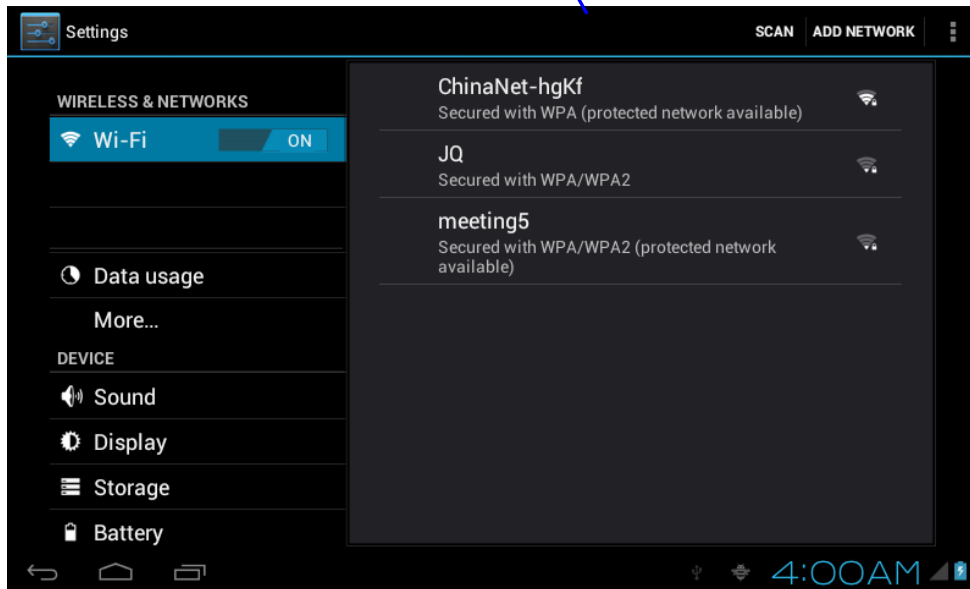 Settings
SCAN
ADD NETWORK
WIRELESS & NETWORKS
Wi-Fi
ON
Data usage
More...
DEVICE
Sound
Display
Storage
Battery
ChinaNet-hgKf
Secured with WPA (protected network available)
JQ
Secured with WPA/WPA2
meeting5
Secured with WPA/WPA2 (protected network
available)
4:00AM